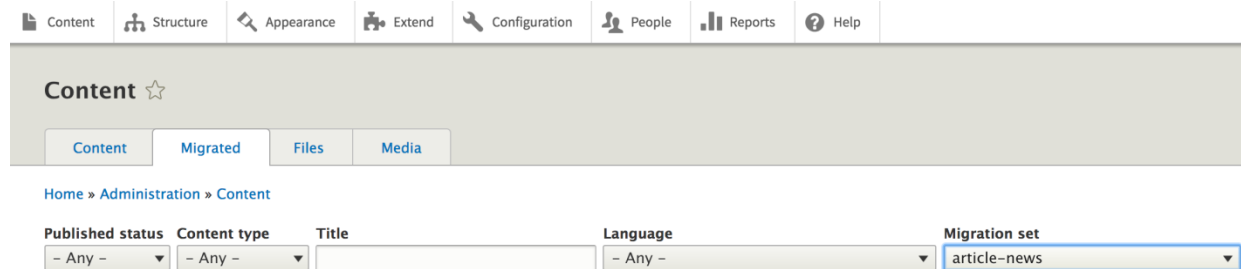 Content Structure Appearance Extend Configuration People Reports Help
Content
Content Migrated Files Media
Home » Administration » Content
Published status Content type Title Language Migration set
– Any – – Any – – Any – article-news